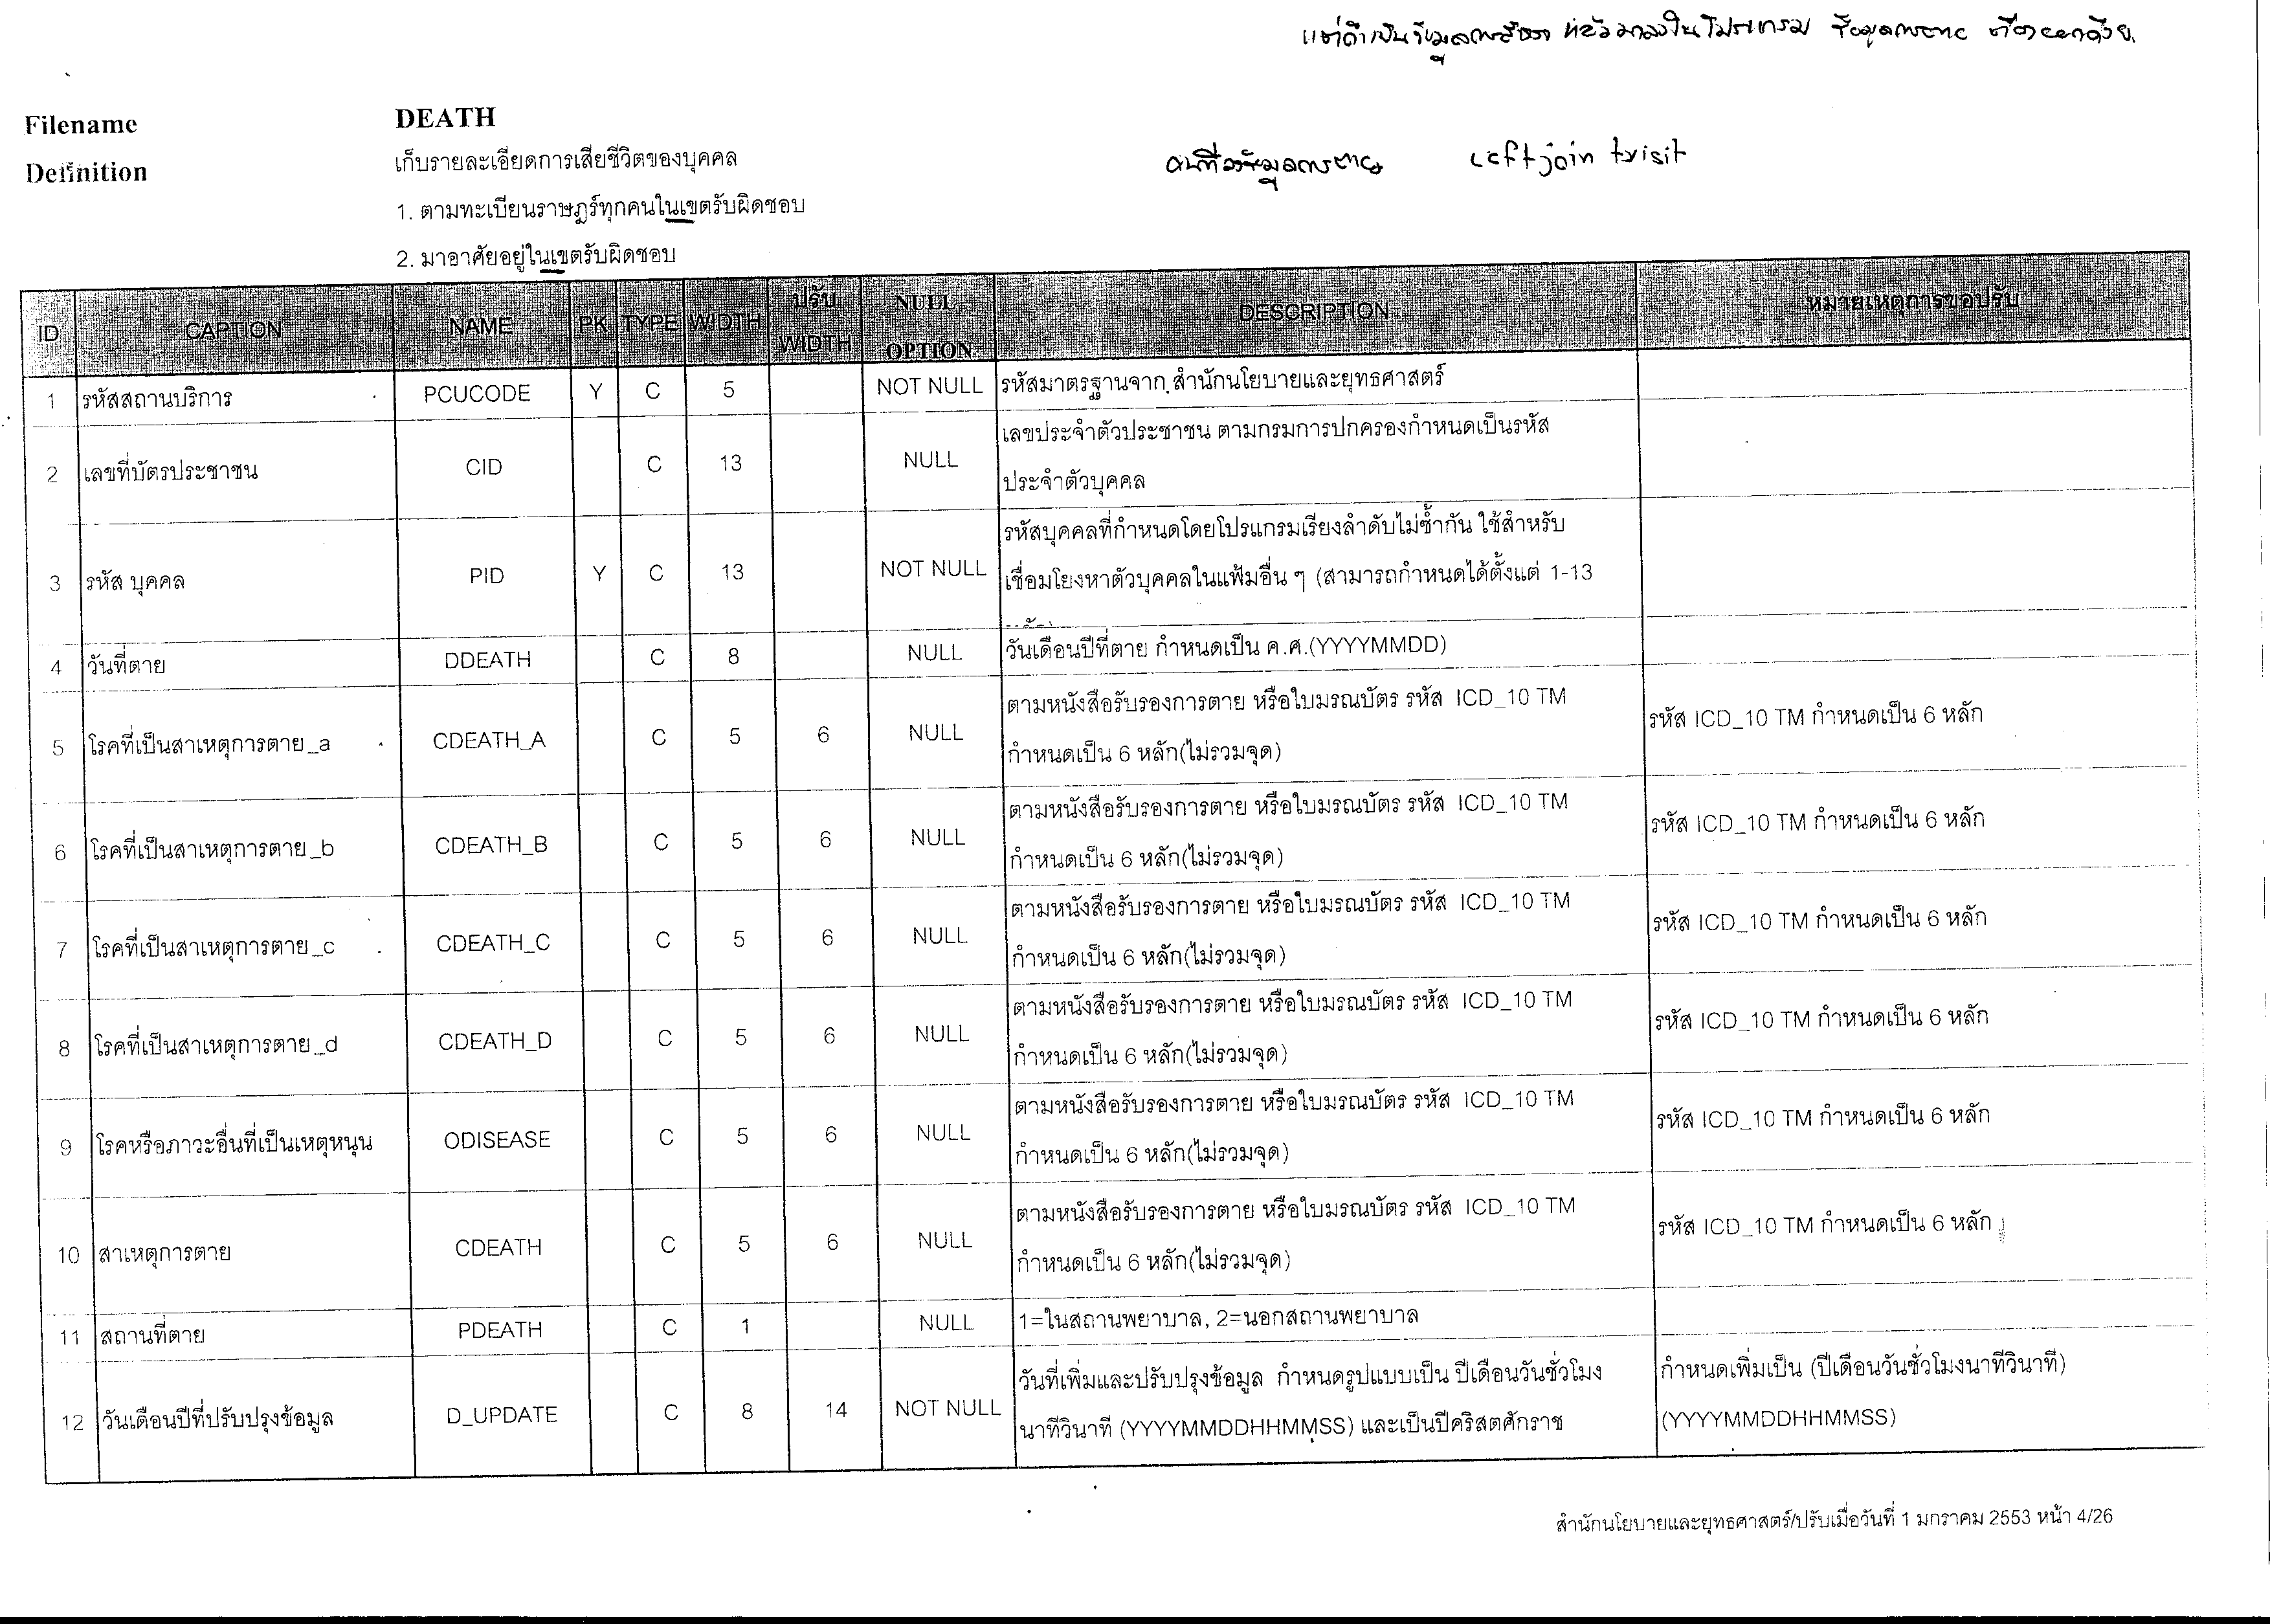 Filename DEATH
Definition เก็บรายละเอียดการเสียชีวิตของบุคคล
left join tvisit
1. ตามทะเบียนราษฎร์ทุกคนในเขตรับผิดชอบ
2. มาอาศัยอยู่ในเขตรับผิดชอบ
ID CAPTION NAME PK TYPE WIDTH ปรับ WIDTH NULL OPTION DESCRIPTION หมายเหตุการขอปรับ
1 รหัสสถานบริการ PCUCODE Y C 5 NOT NULL รหัสมาตรฐานจาก สำนักนโยบายและยุทธศาสตร์
2 เลขที่บัตรประชาชน CID C 13 NULL เลขประจำตัวประชาชน ตามกรมการปกครองกำหนดเป็นรหัส
ประจำตัวบุคคล
3 รหัส บุคคล PID Y C 13 NOT NULL รหัสบุคคลที่กำหนดโดยโปรแกรมเรียงลำดับไม่ซ้ำกัน ใช้สำหรับ
เชื่อมโยงหาตัวบุคคลในแฟ้มอื่น ๆ (สามารถกำหนดได้ตั้งแต่ 1-13
4 วันที่ตาย DDEATH C 8 NULL วันเดือนปีที่ตาย กำหนดเป็น ค.ศ.(YYYYMMDD)
5 โรคที่เป็นสาเหตุการตาย_a CDEATH_A C 5 6 NULL ตามหนังสือรับรองการตาย หรือใบมรณบัตร รหัส ICD_10 TM
กำหนดเป็น 6 หลัก(ไม่รวมจุด) รหัส ICD_10 TM กำหนดเป็น 6 หลัก
6 โรคที่เป็นสาเหตุการตาย_b CDEATH_B C 5 6 NULL ตามหนังสือรับรองการตาย หรือใบมรณบัตร รหัส ICD_10 TM
กำหนดเป็น 6 หลัก(ไม่รวมจุด) รหัส ICD_10 TM กำหนดเป็น 6 หลัก
7 โรคที่เป็นสาเหตุการตาย_c CDEATH_C C 5 6 NULL ตามหนังสือรับรองการตาย หรือใบมรณบัตร รหัส ICD_10 TM
กำหนดเป็น 6 หลัก(ไม่รวมจุด) รหัส ICD_10 TM กำหนดเป็น 6 หลัก
8 โรคที่เป็นสาเหตุการตาย_d CDEATH_D C 5 6 NULL ตามหนังสือรับรองการตาย หรือใบมรณบัตร รหัส ICD_10 TM
กำหนดเป็น 6 หลัก(ไม่รวมจุด) รหัส ICD_10 TM กำหนดเป็น 6 หลัก
9 โรคหรือภาวะอื่นที่เป็นเหตุหนุน ODISEASE C 5 6 NULL ตามหนังสือรับรองการตาย หรือใบมรณบัตร รหัส ICD_10 TM
กำหนดเป็น 6 หลัก(ไม่รวมจุด) รหัส ICD_10 TM กำหนดเป็น 6 หลัก
10 สาเหตุการตาย CDEATH C 5 6 NULL ตามหนังสือรับรองการตาย หรือใบมรณบัตร รหัส ICD_10 TM
กำหนดเป็น 6 หลัก(ไม่รวมจุด) รหัส ICD_10 TM กำหนดเป็น 6 หลัก
11 สถานที่ตาย PDEATH C 1 NULL 1=ในสถานพยาบาล, 2=นอกสถานพยาบาล
12 วันเดือนปีที่ปรับปรุงข้อมูล D_UPDATE C 8 14 NOT NULL วันที่เพิ่มและปรับปรุงข้อมูล กำหนดรูปแบบเป็น ปีเดือนวันชั่วโมง
นาทีวินาที (YYYYMMDDHHMMSS) และเป็นปีคริสตศักราช กำหนดเพิ่มเป็น (ปีเดือนวันชั่วโมงนาทีวินาที)
(YYYYMMDDHHMMSS)
สำนักนโยบายและยุทธศาสตร์/ปรับเมื่อวันที่ 1 มกราคม 2553 หน้า 4/26